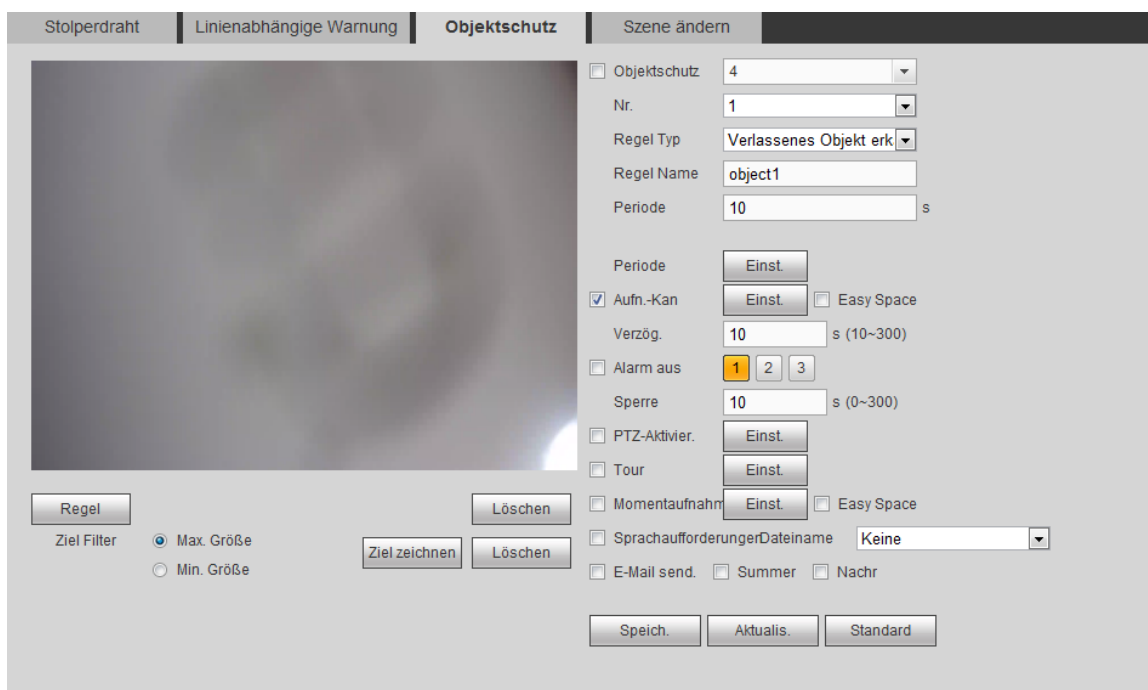 Stolperdraht Linienabhängige Warnung Objektschutz Szene ändern
Objektschutz 4
Nr. 1
Regel Typ Verlassenes Objekt erk
Regel Name object1
Periode 10 s
Periode Einst.
Aufn.-Kan Einst. Easy Space
Verzög. 10 s (10~300)
Alarm aus 1 2 3
Sperre 10 s (0~300)
PTZ-Aktivier. Einst.
Tour Einst.
Regel Löschen
Momentaufnahm Einst. Easy Space
Ziel Filter Max. Größe Ziel zeichnen Löschen
Min. Größe
SprachaufforderungerDateiname Keine
E-Mail send. Summer Nachr
Speich. Aktualis. Standard